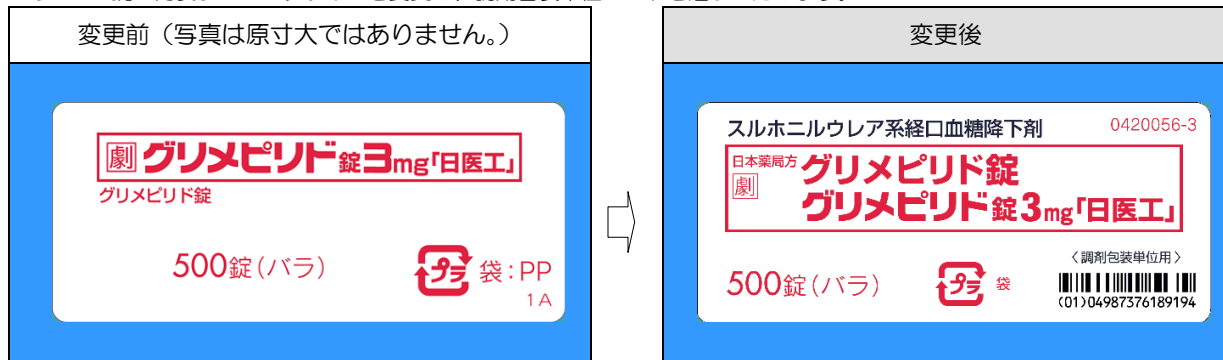 変更前（写真は原寸大ではありません。）
劇 グリメピリド錠3mg「日医工」
グリメピリド錠
500錠（バラ）
プラ 袋：PP
1A
変更後
スルホニルウレア系経口血糖降下剤 0420056-3
日本薬局方 グリメピリド錠
劇 グリメピリド錠3mg「日医工」
〈調剤包装単位用〉
500錠（バラ） プラ 袋
(01)04987376189194